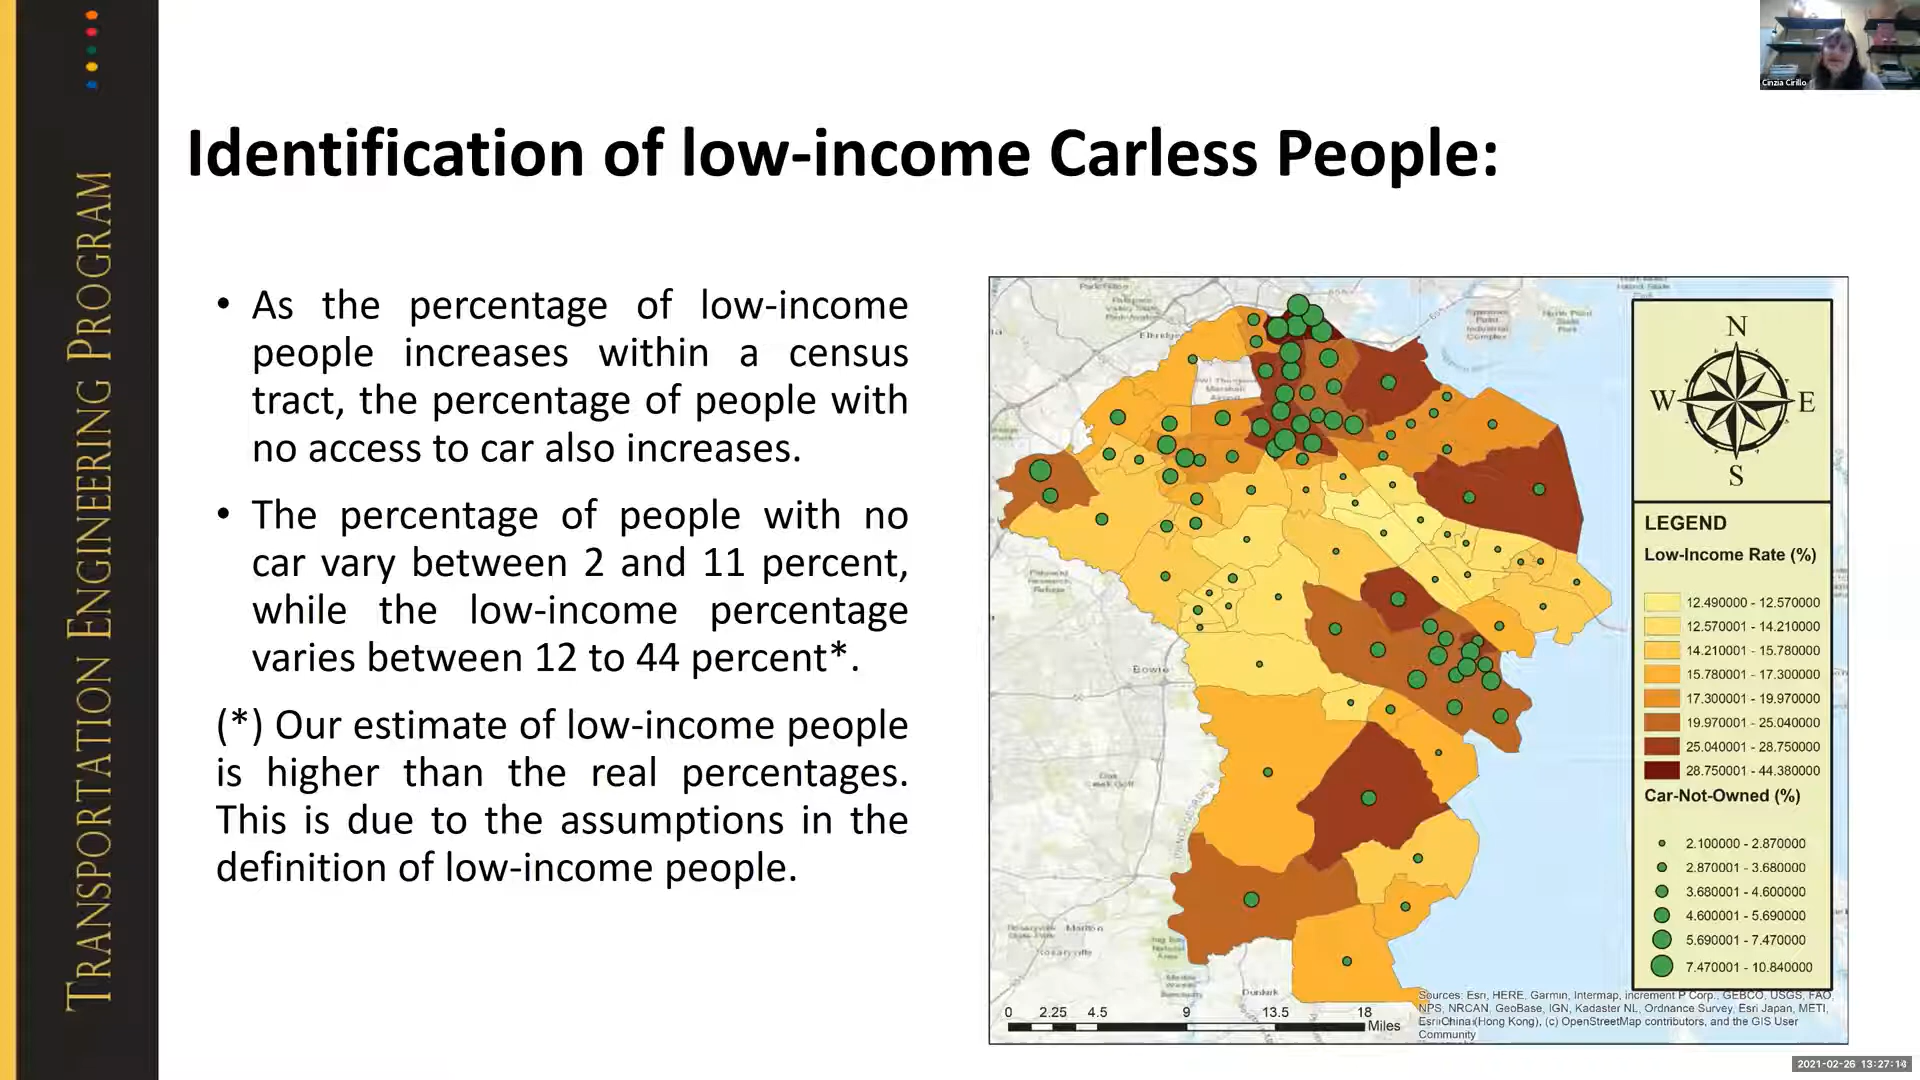 TRANSPORTATION ENGINEERING PROGRAM
Cinzia Cirillo
Identification of low-income Carless People:
• As the percentage of low-income
people increases within a census
tract, the percentage of people with
no access to car also increases.
• The percentage of people with no
car vary between 2 and 11 percent,
while the low-income percentage
varies between 12 to 44 percent*.
(*) Our estimate of low-income people
is higher than the real percentages.
This is due to the assumptions in the
definition of low-income people.
Elkridge
Bowie
Marlton
Rosaryville
Dunkirk
N
W E
S
LEGEND
Low-Income Rate (%)
12.490000 - 12.570000
12.570001 - 14.210000
14.210001 - 15.780000
15.780001 - 17.300000
17.300001 - 19.970000
19.970001 - 25.040000
25.040001 - 28.750000
28.750001 - 44.380000
Car-Not-Owned (%)
2.100000 - 2.870000
2.870001 - 3.680000
3.680001 - 4.600000
4.600001 - 5.690000
5.690001 - 7.470000
7.470001 - 10.840000
0 2.25 4.5 9 13.5 18
Miles
Sources: Esri, HERE, Garmin, Intermap, increment P Corp., GEBCO, USGS, FAO,
NPS, NRCAN, GeoBase, IGN, Kadaster NL, Ordnance Survey, Esri Japan, METI,
Esri China (Hong Kong), (c) OpenStreetMap contributors, and the GIS User
Community
2021-02-26 13:27:14